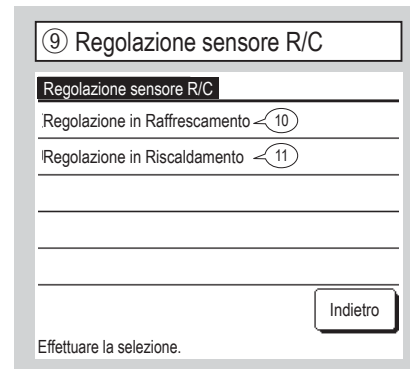 ⑨ Regolazione sensore R/C
Regolazione sensore R/C
Regolazione in Raffrescamento 10
Regolazione in Riscaldamento 11
Indietro
Effettuare la selezione.